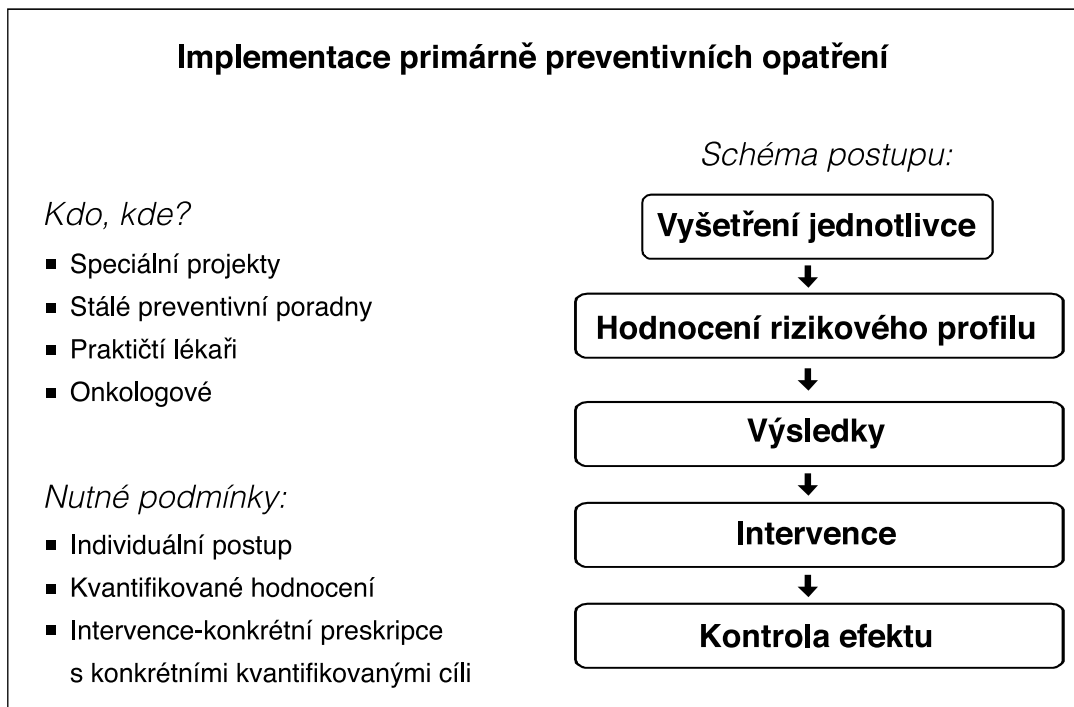 Implementace primárně preventivních opatření
Kdo, kde?
▪ Speciální projekty
▪ Stálé preventivní poradny
▪ Praktičtí lékaři
▪ Onkologové
Nutné podmínky:
▪ Individuální postup
▪ Kvantifikované hodnocení
▪ Intervence-konkrétní preskripce
s konkrétními kvantifikovanými cíli
Schéma postupu:
Vyšetření jednotlivce
Hodnocení rizikového profilu
Výsledky
Intervence
Kontrola efektu